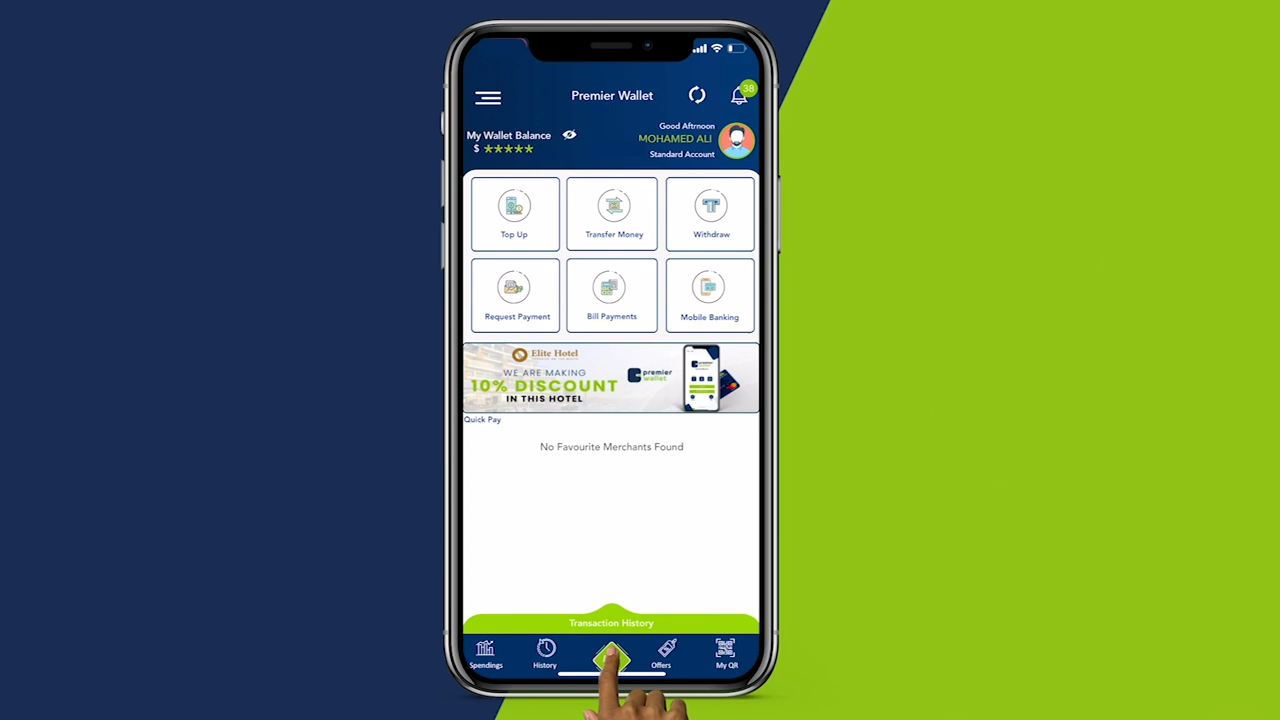 Premier Wallet
38
My Wallet Balance
$ *****
Good Aftrnoon
MOHAMED ALI
Standard Account
Top Up
Transfer Money
Withdraw
Request Payment
Bill Payments
Mobile Banking
Elite Hotel
WE ARE MAKING
10% DISCOUNT
IN THIS HOTEL
premier
wallet
Quick Pay
No Favourite Merchants Found
Transaction History
Spendings
History
Offers
My QR